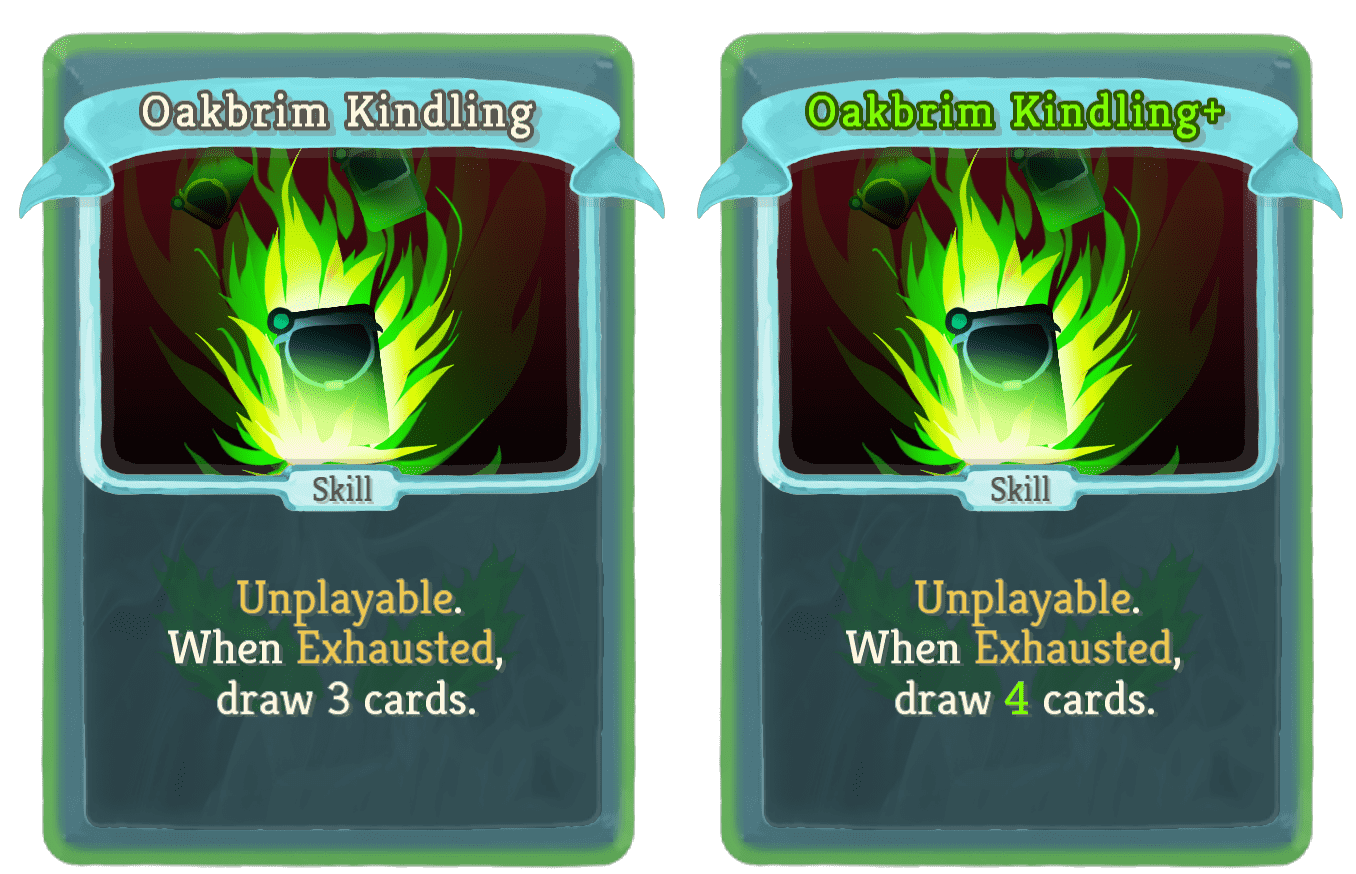 Oakbrim Kindling
Skill
Unplayable.
When Exhausted,
draw 3 cards.
Oakbrim Kindling+
Skill
Unplayable.
When Exhausted,
draw 4 cards.